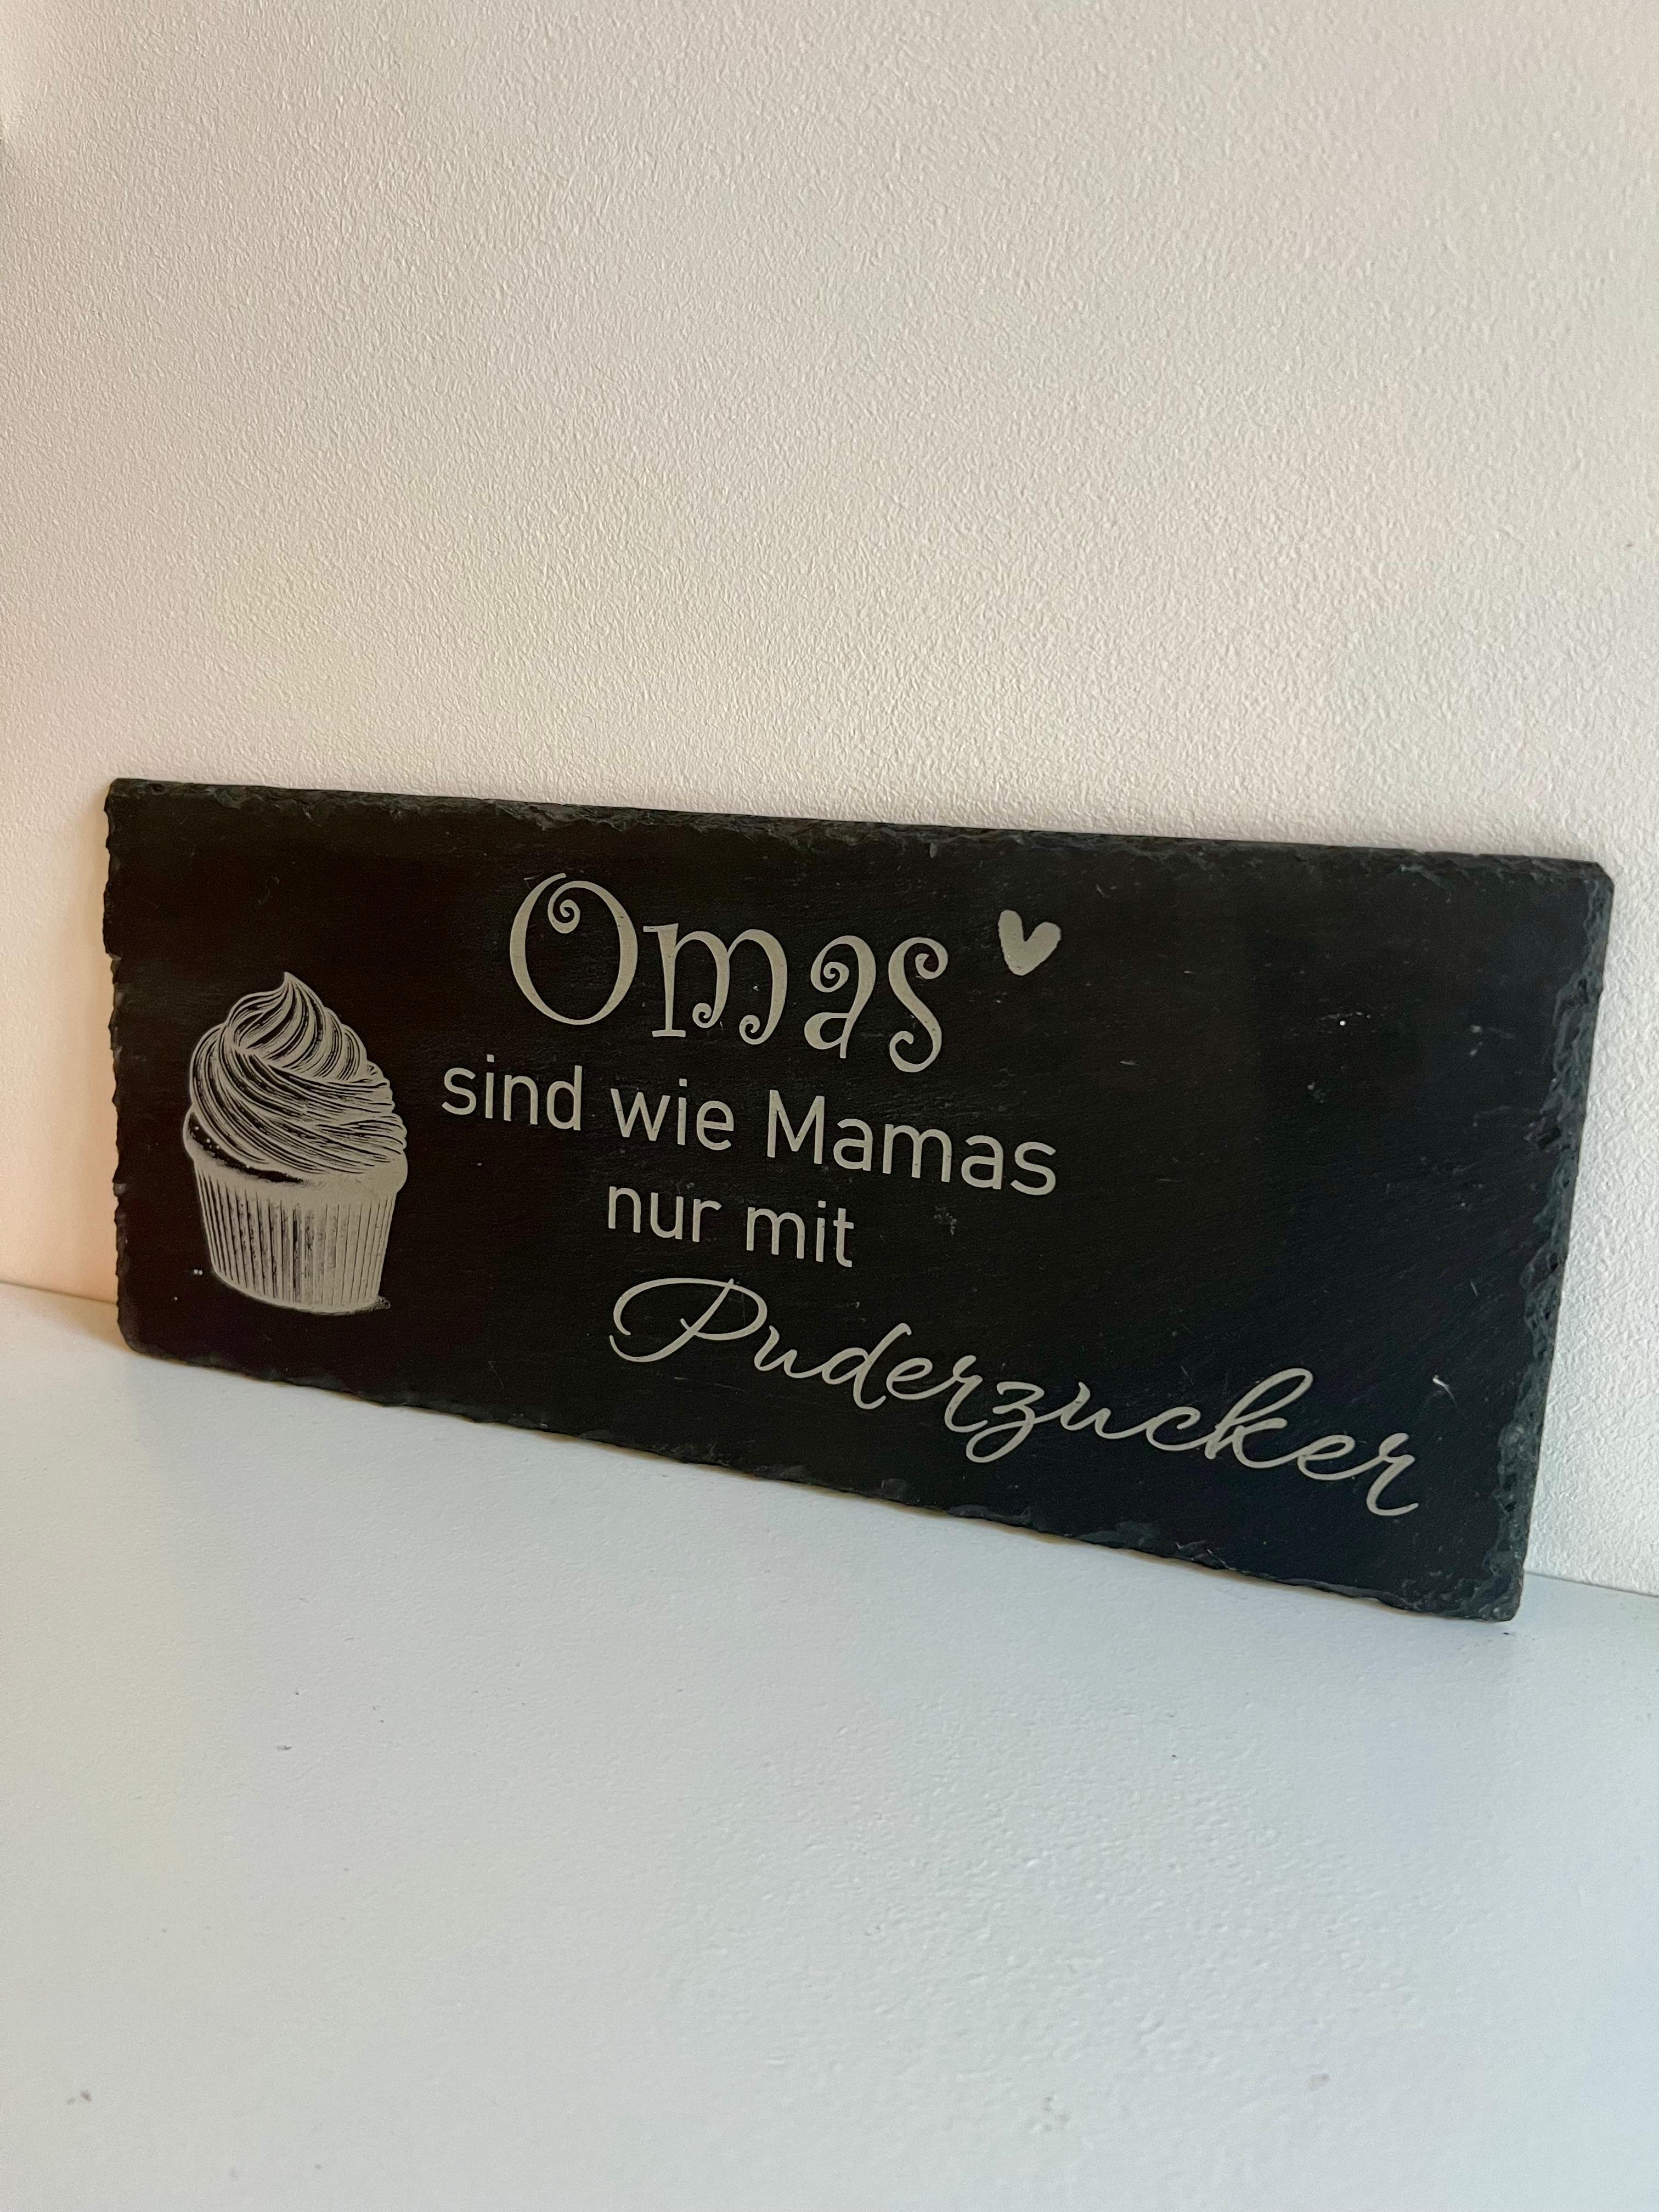 Omas
sind wie Mamas
nur mit
Puderzucker